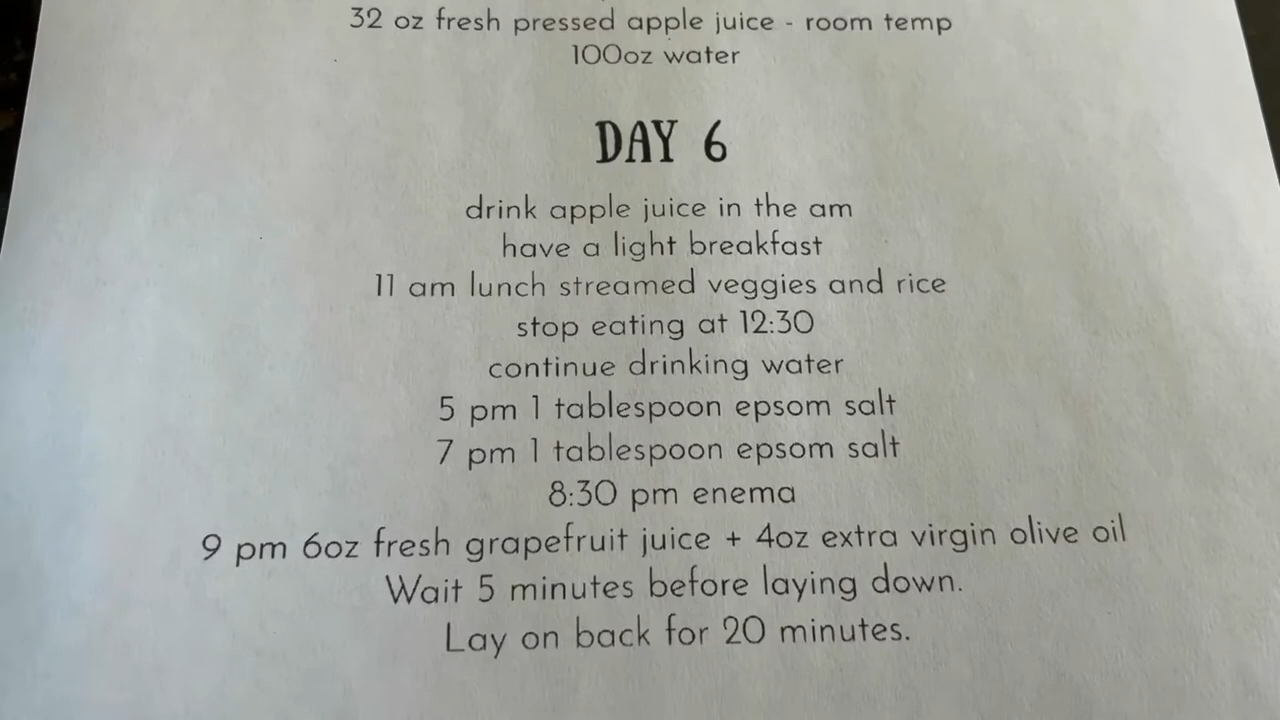 32 oz fresh pressed apple juice - room temp
100oz water
DAY 6
drink apple juice in the am
have a light breakfast
11 am lunch streamed veggies and rice
stop eating at 12:30
continue drinking water
5 pm 1 tablespoon epsom salt
7 pm 1 tablespoon epsom salt
8:30 pm enema
9 pm 6oz fresh grapefruit juice + 4oz extra virgin olive oil
Wait 5 minutes before laying down.
Lay on back for 20 minutes.